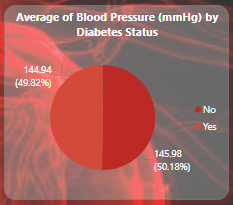 Average of Blood Pressure (mmHg) by
Diabetes Status
144.94
(49.82%)
No
Yes
145.98
(50.18%)